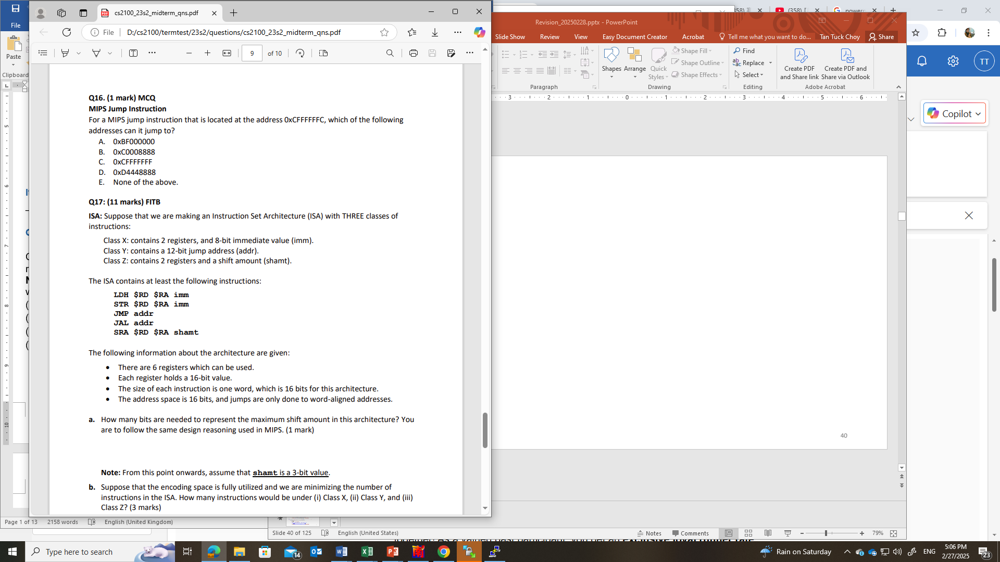 cs2100_23s2_midterm_qns.pdf
File
D:/cs2100/termtest/23s2/questions/cs2100_23s2_midterm_qns.pdf
9 of 10
File
Paste
Clipboard
Q16. (1 mark) MCQ
MIPS Jump Instruction
For a MIPS jump instruction that is located at the address 0xCFFFFFFC, which of the following
addresses can it jump to?
A. 0xBF000000
B. 0xC0008888
C. 0xCFFFFFFF
D. 0xD4448888
E. None of the above.
Q17: (11 marks) FITB
ISA: Suppose that we are making an Instruction Set Architecture (ISA) with THREE classes of
instructions:
Class X: contains 2 registers, and 8-bit immediate value (imm).
Class Y: contains a 12-bit jump address (addr).
Class Z: contains 2 registers and a shift amount (shamt).
The ISA contains at least the following instructions:
LDH $RD $RA imm
STR $RD $RA imm
JMP addr
JAL addr
SRA $RD $RA shamt
The following information about the architecture are given:
• There are 6 registers which can be used.
• Each register holds a 16-bit value.
• The size of each instruction is one word, which is 16 bits for this architecture.
• The address space is 16 bits, and jumps are only done to word-aligned addresses.
a. How many bits are needed to represent the maximum shift amount in this architecture? You
are to follow the same design reasoning used in MIPS. (1 mark)
Note: From this point onwards, assume that shamt is a 3-bit value.
b. Suppose that the encoding space is fully utilized and we are minimizing the number of
instructions in the ISA. How many instructions would be under (i) Class X, (ii) Class Y, and (iii)
Class Z? (3 marks)
Page 1 of 13 2158 words English (United Kingdom)
Revision_20250228.pptx - PowerPoint
Slide Show Review View Easy Document Creator Acrobat Tell me what you want to do... Tan Tuck Choy Share
Shapes Arrange Quick Styles
Shape Fill
Shape Outline
Shape Effects
Find
Replace
Select
Create PDF and Share link
Create PDF and Share via Outlook
Paragraph Drawing Editing Adobe Acrobat
3 2 1 0 1 2 3 4 5 6
40
Slide 40 of 125 English (United States) Notes Comments 79%
TT
Copilot
Type here to search
14
Rain on Saturday
ENG
5:06 PM
2/27/2025
23